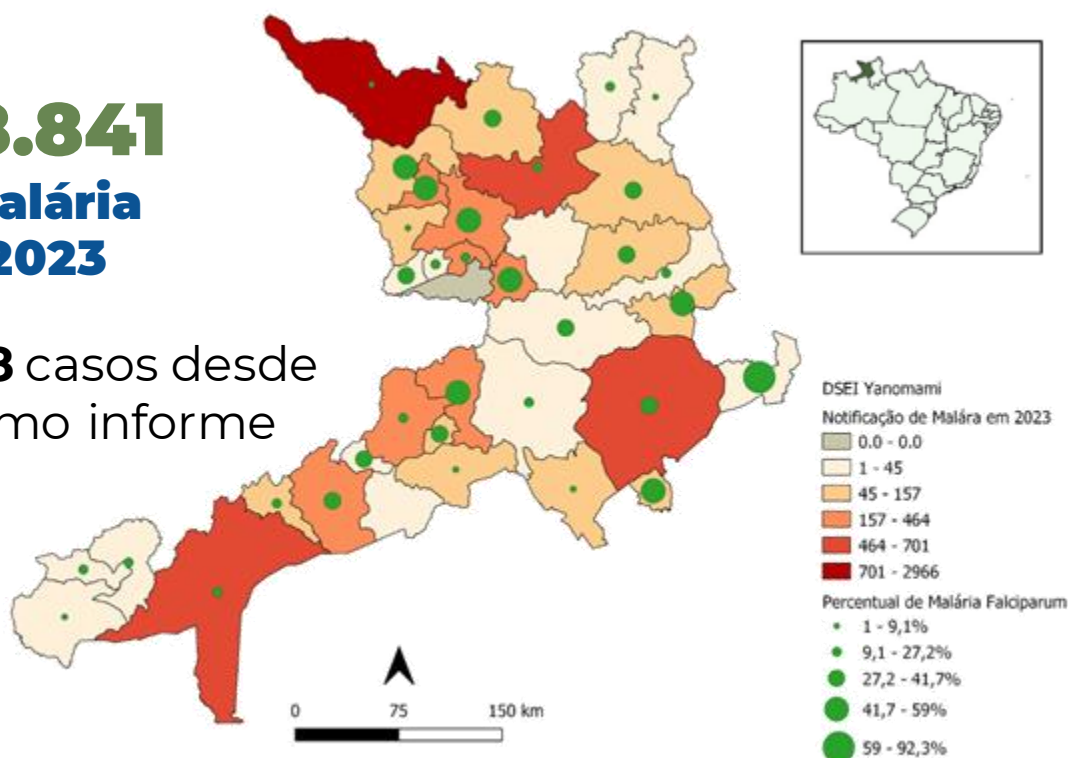 3.841
alária
2023
8 casos desde
mo informe
DSEI Yanomami
Notificação de Malára em 2023
0.0 - 0.0
1 - 45
45 - 157
157 - 464
464 - 701
701 - 2966
Percentual de Malária Falciparum
1 - 9,1%
9,1 - 27,2%
27,2 - 41,7%
41,7 - 59%
59 - 92,3%
0 75 150 km